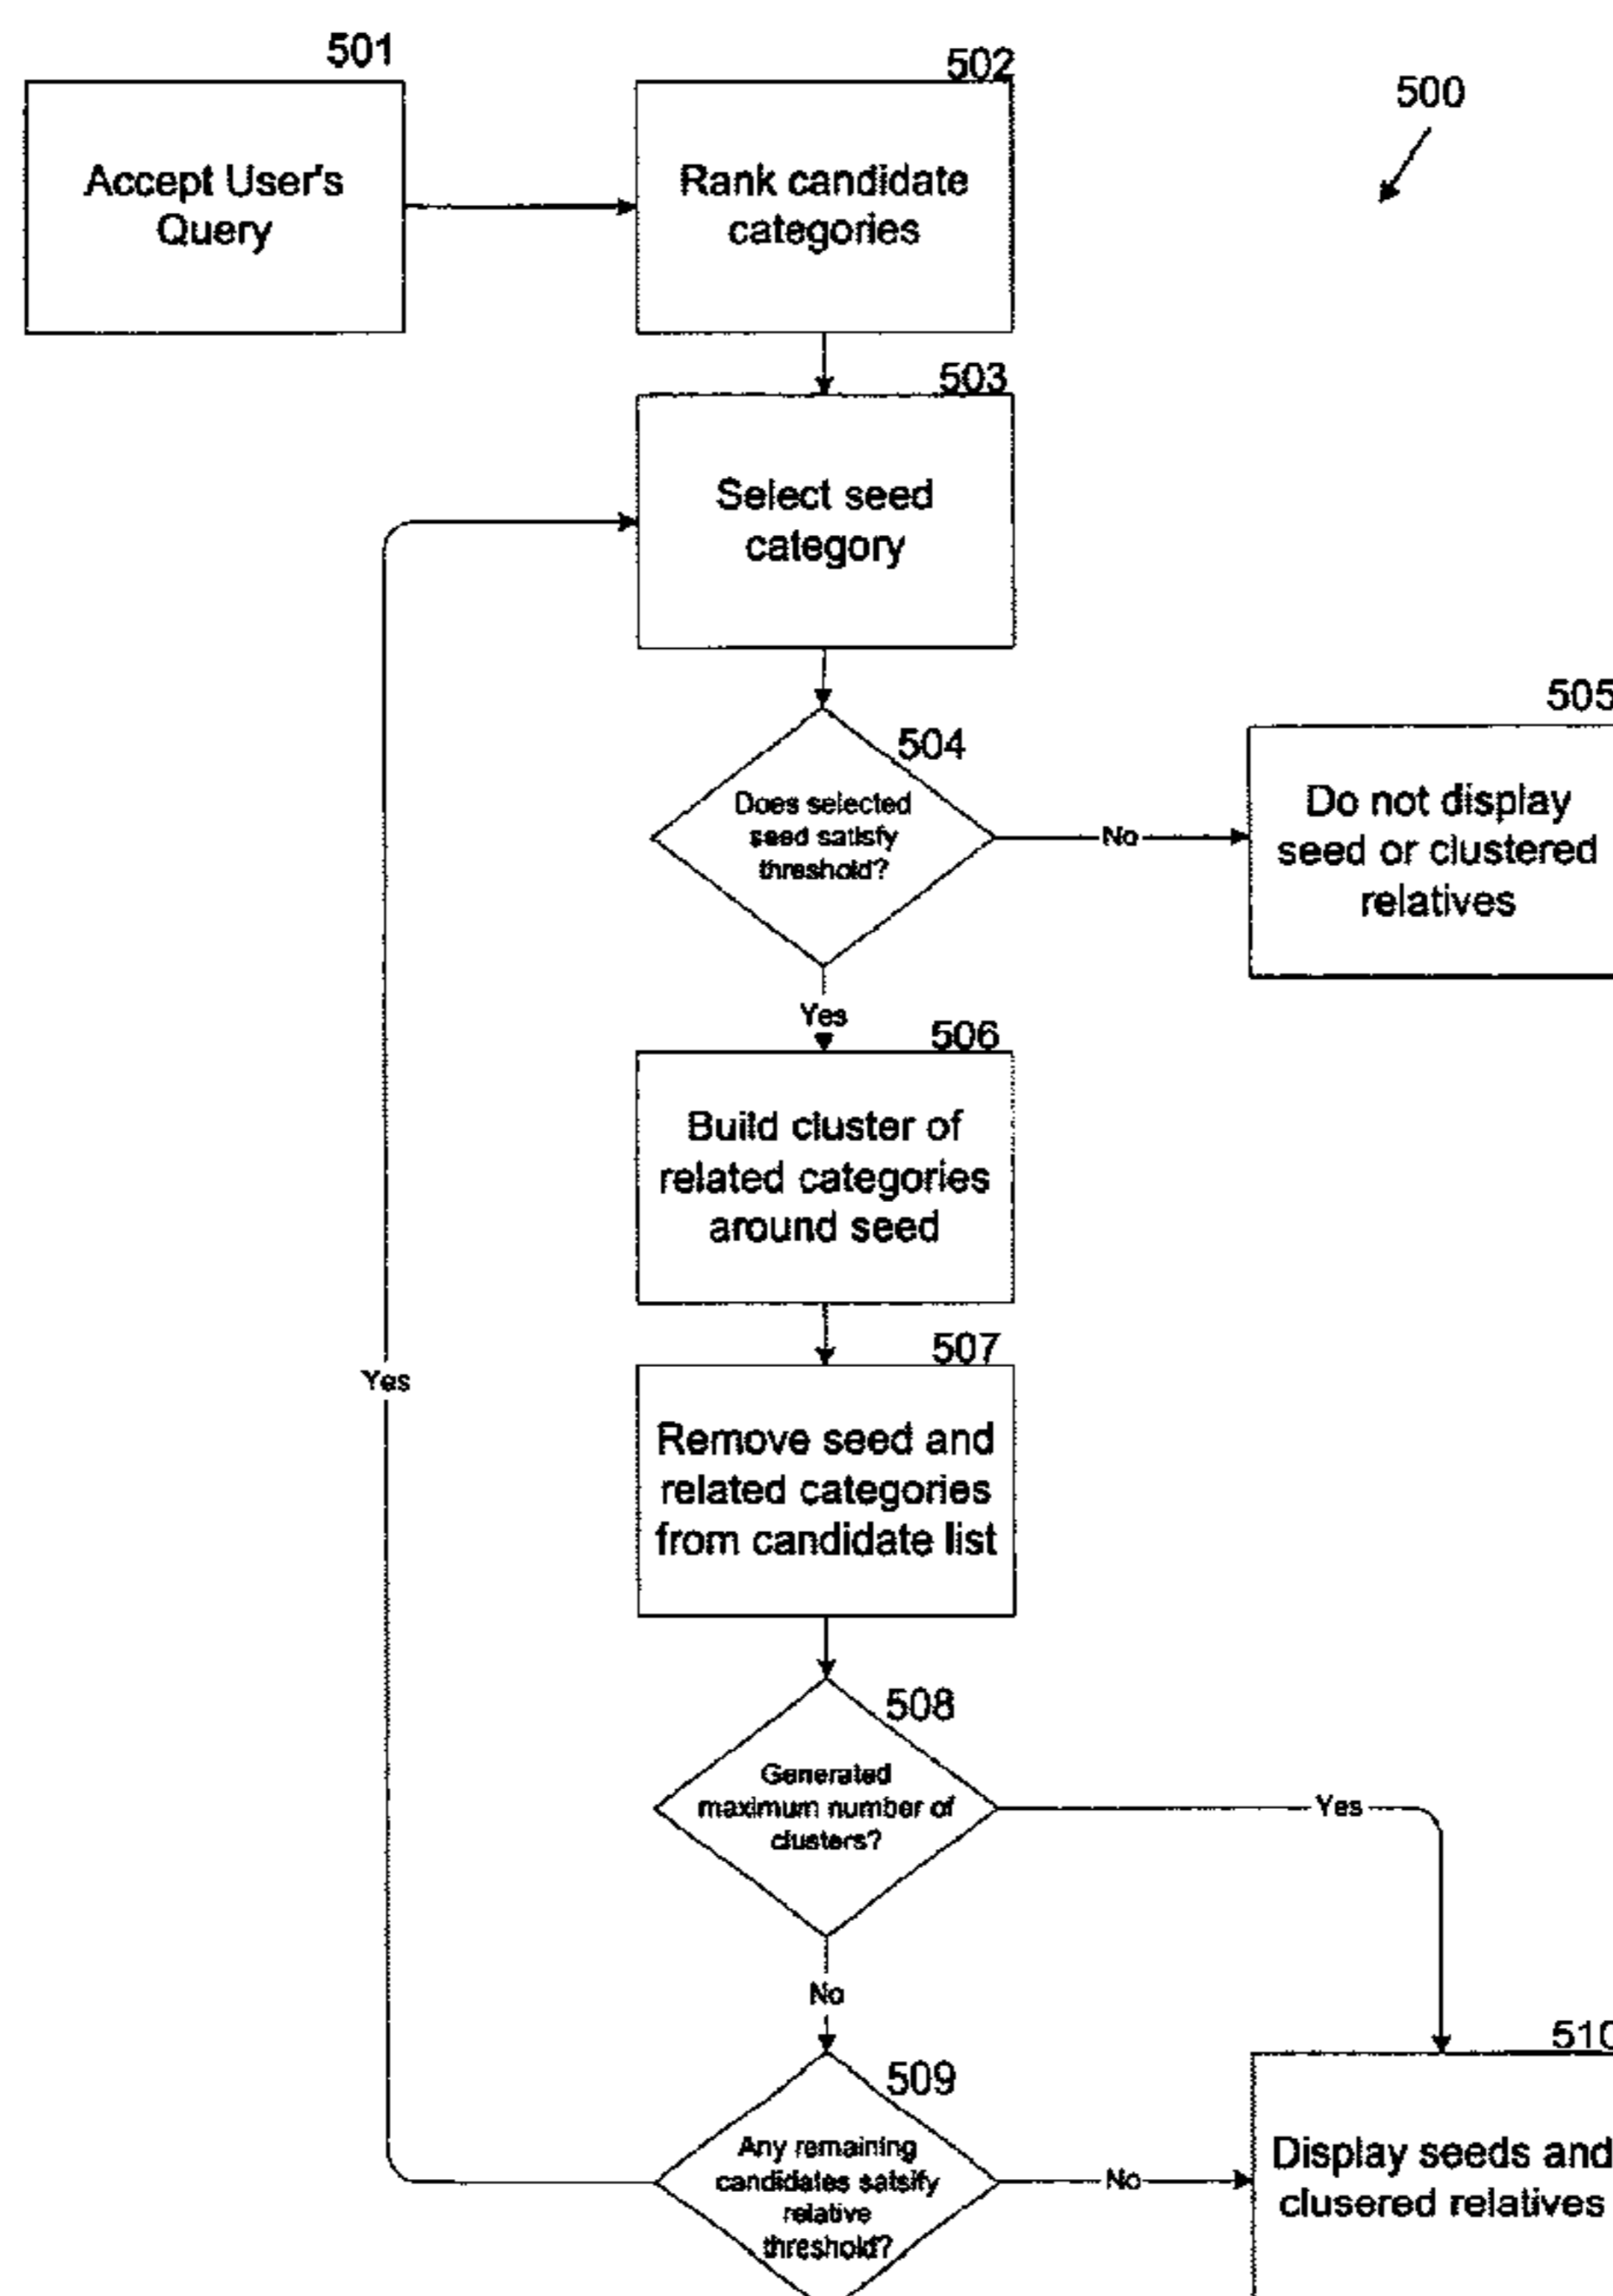 501
Accept User's
Query
502
Rank candidate
categories
500
503
Select seed
category
504
Does selected
seed satisfy
threshold?
No
505
Do not display
seed or clustered
relatives
Yes
506
Build cluster of
related categories
around seed
Yes
507
Remove seed and
related categories
from candidate list
508
Generated
maximum number of
clusters?
Yes
No
509
Any remaining
candidates satsify
relative
threshold?
No
510
Display seeds and
clusered relatives